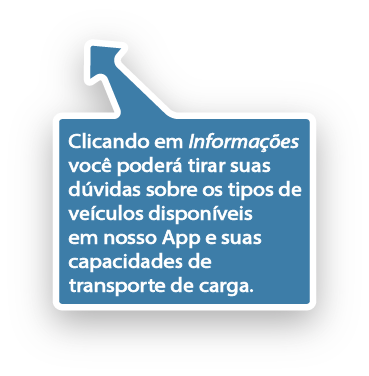 Clicando em Informações
você poderá tirar suas
dúvidas sobre os tipos de
veículos disponíveis
em nosso App e suas
capacidades de
transporte de carga.